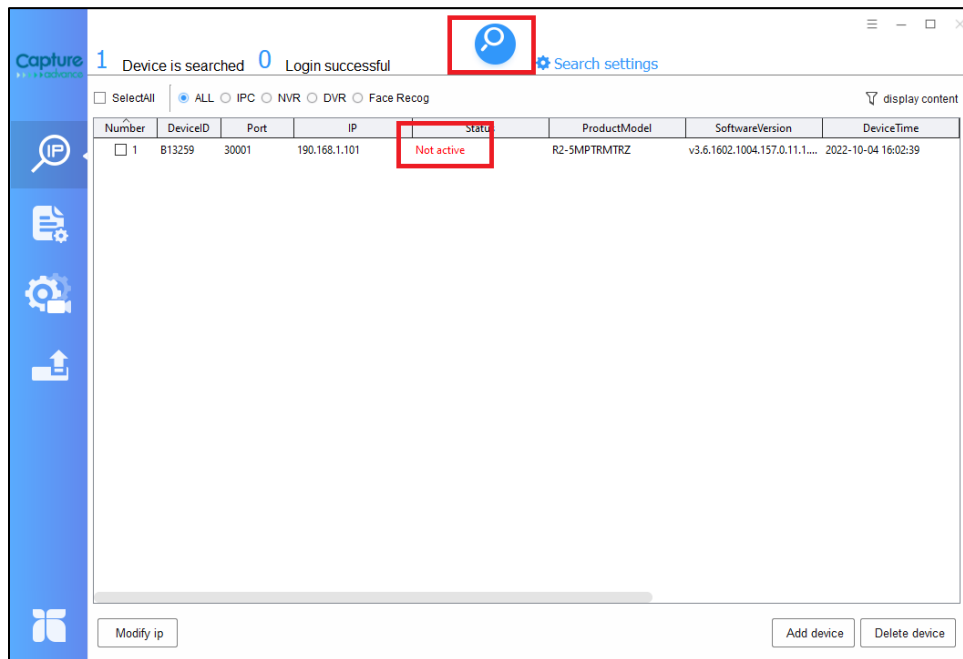 Capture
advance
1 Device is searched 0 Login successful
Search settings
SelectAll ALL IPC NVR DVR Face Recog
display content
Number DeviceID Port IP Status ProductModel SoftwareVersion DeviceTime
1 B13259 30001 190.168.1.101 Not active R2-5MPTRMTRZ v3.6.1602.1004.157.0.11.1.... 2022-10-04 16:02:39
IP
Modify ip
Add device Delete device